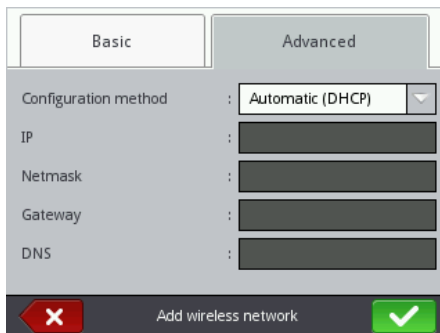 Basic Advanced
Configuration method : Automatic (DHCP)
IP :
Netmask :
Gateway :
DNS :
Add wireless network